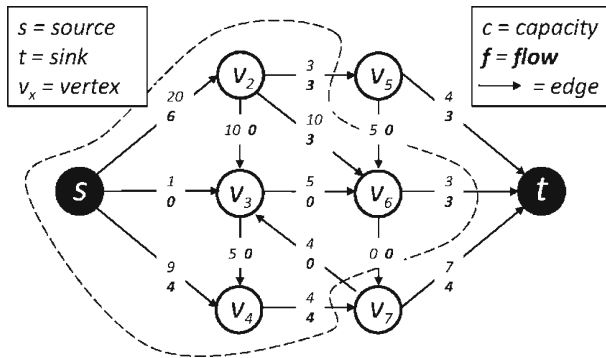 s = source
t = sink
vₓ = vertex
c = capacity
f = flow
→ = edge
v₂
3
3
v₅
20
6
10 0
10
3
5 0
4
3
s
1
0
v₃
5
0
v₆
3
3
t
9
4
5 0
4
0
0 0
7
4
v₄
4
4
v₇